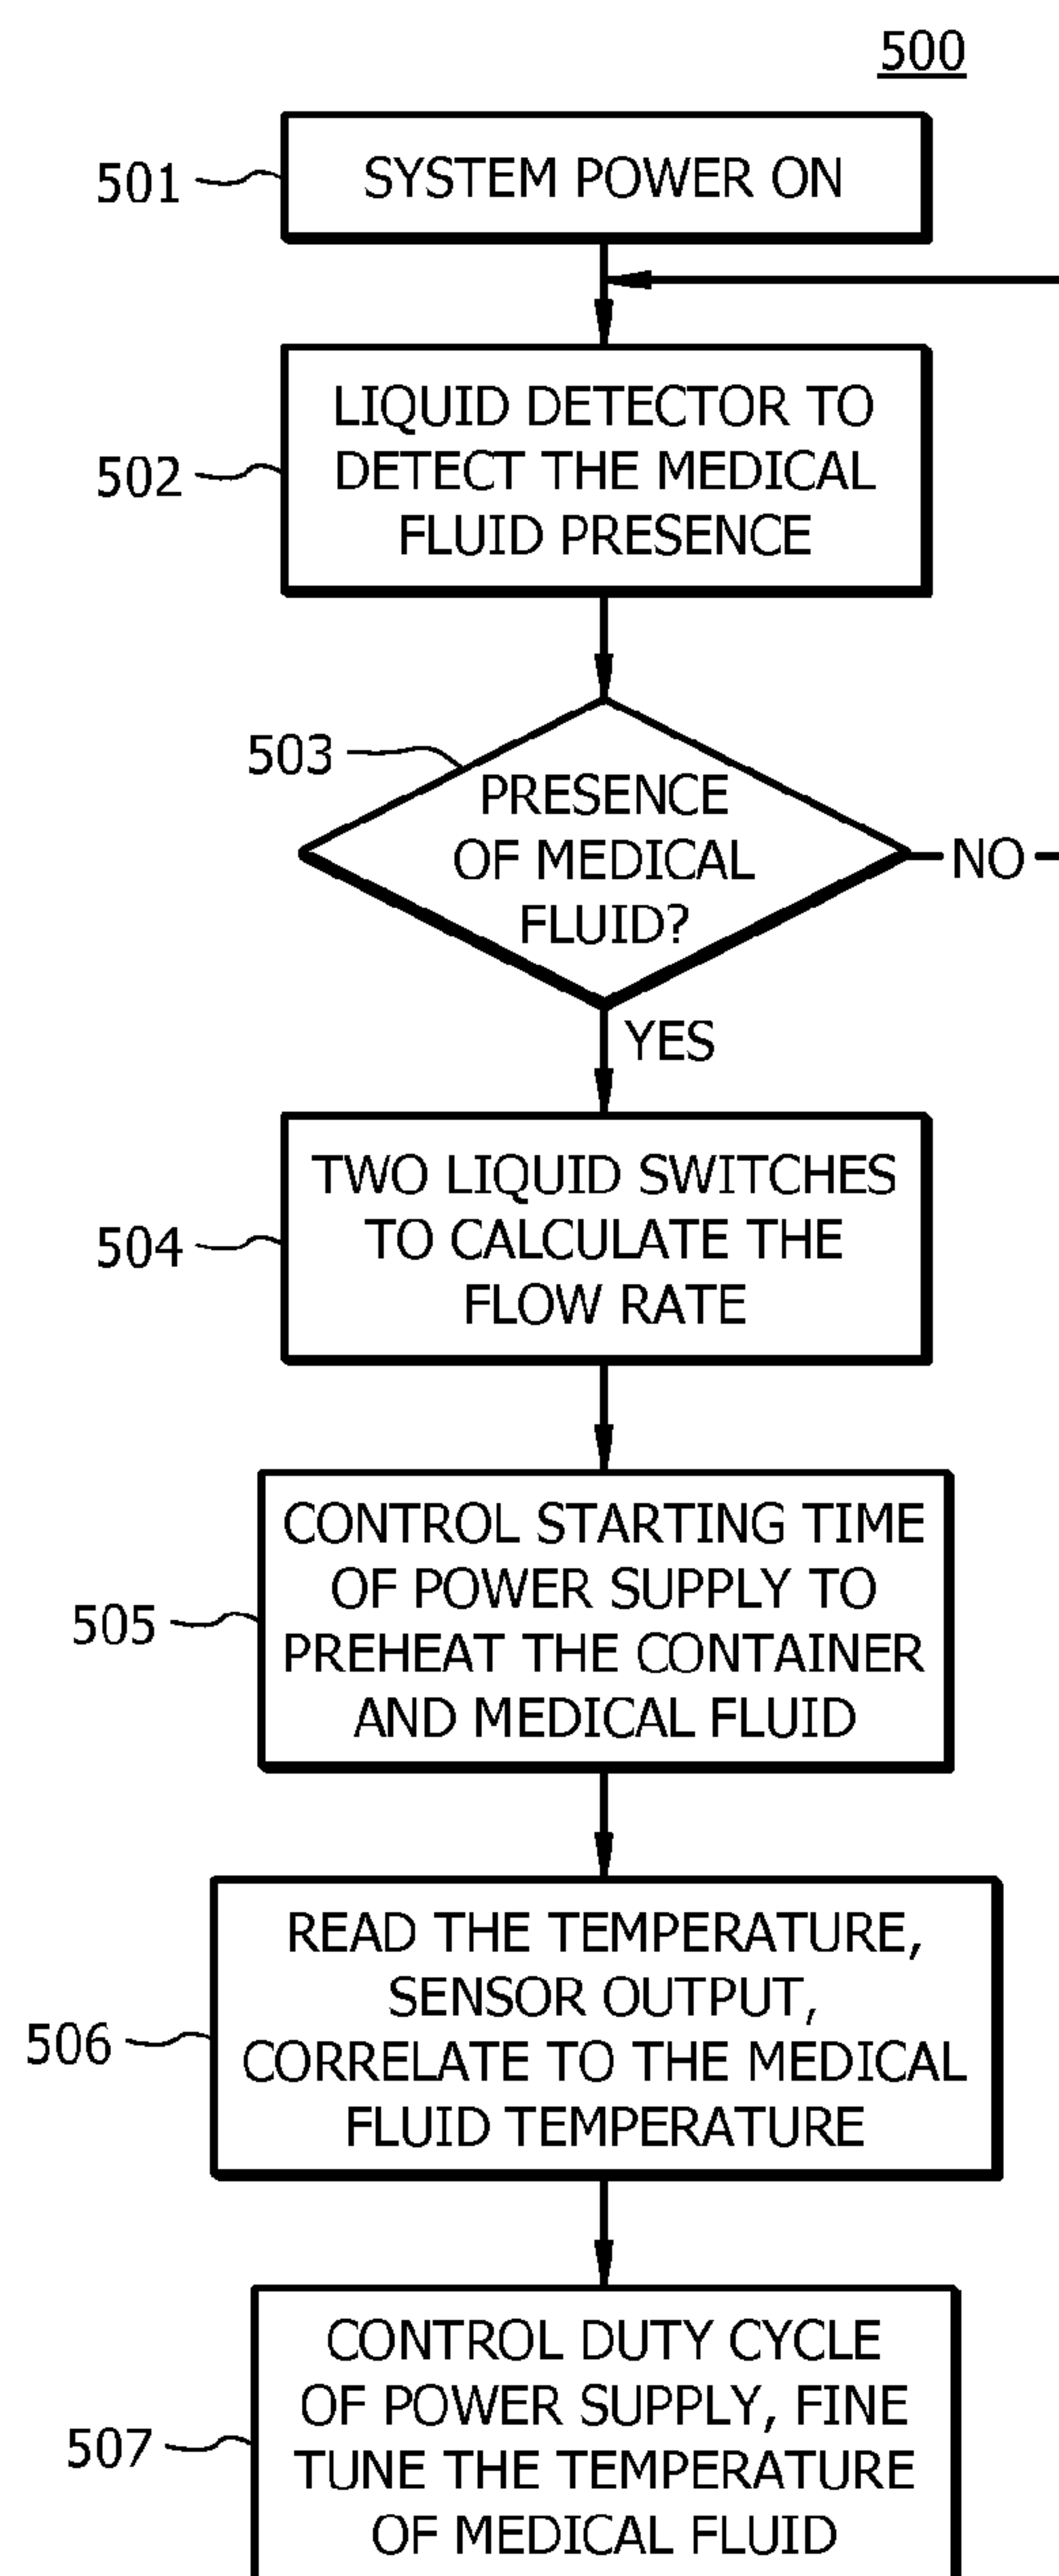 500
501
SYSTEM POWER ON
502
LIQUID DETECTOR TO
DETECT THE MEDICAL
FLUID PRESENCE
503
PRESENCE
OF MEDICAL
FLUID?
NO
YES
504
TWO LIQUID SWITCHES
TO CALCULATE THE
FLOW RATE
505
CONTROL STARTING TIME
OF POWER SUPPLY TO
PREHEAT THE CONTAINER
AND MEDICAL FLUID
506
READ THE TEMPERATURE,
SENSOR OUTPUT,
CORRELATE TO THE MEDICAL
FLUID TEMPERATURE
507
CONTROL DUTY CYCLE
OF POWER SUPPLY, FINE
TUNE THE TEMPERATURE
OF MEDICAL FLUID